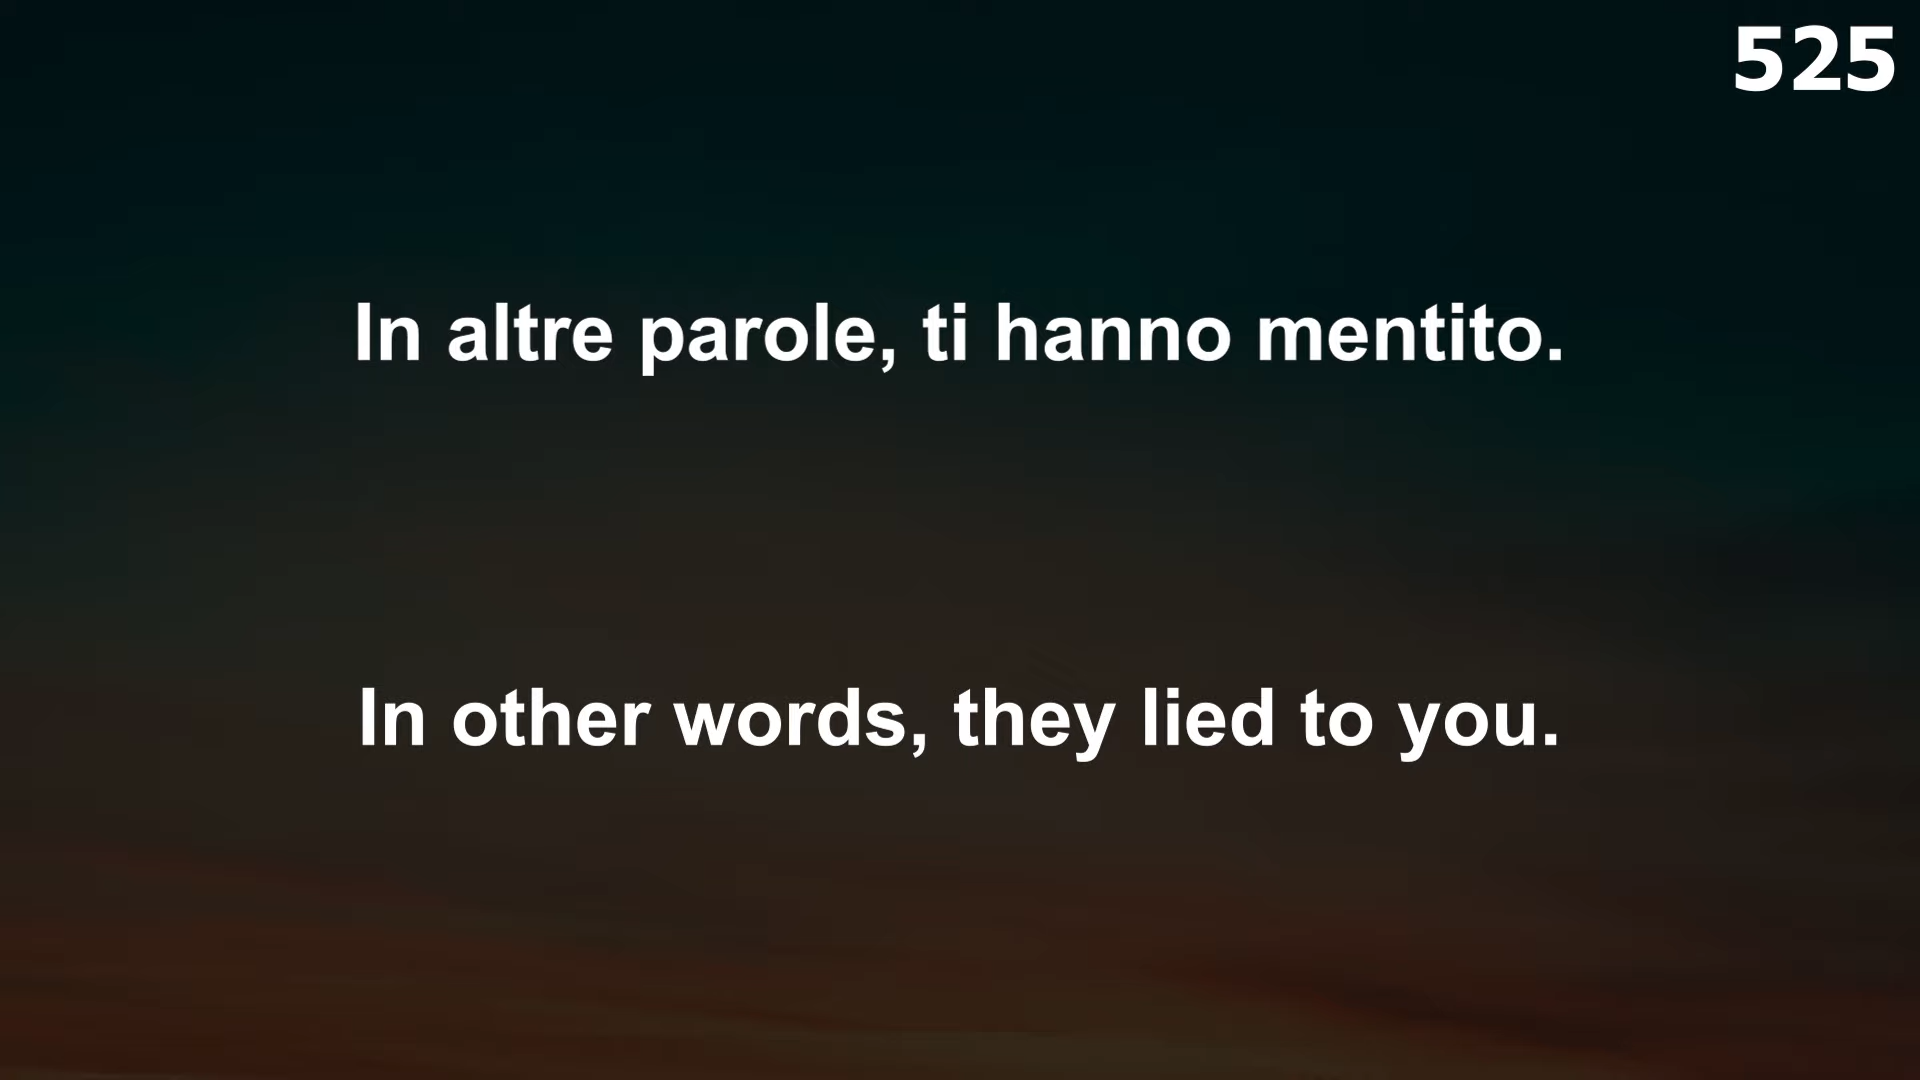 525
In altre parole, ti hanno mentito.
In other words, they lied to you.